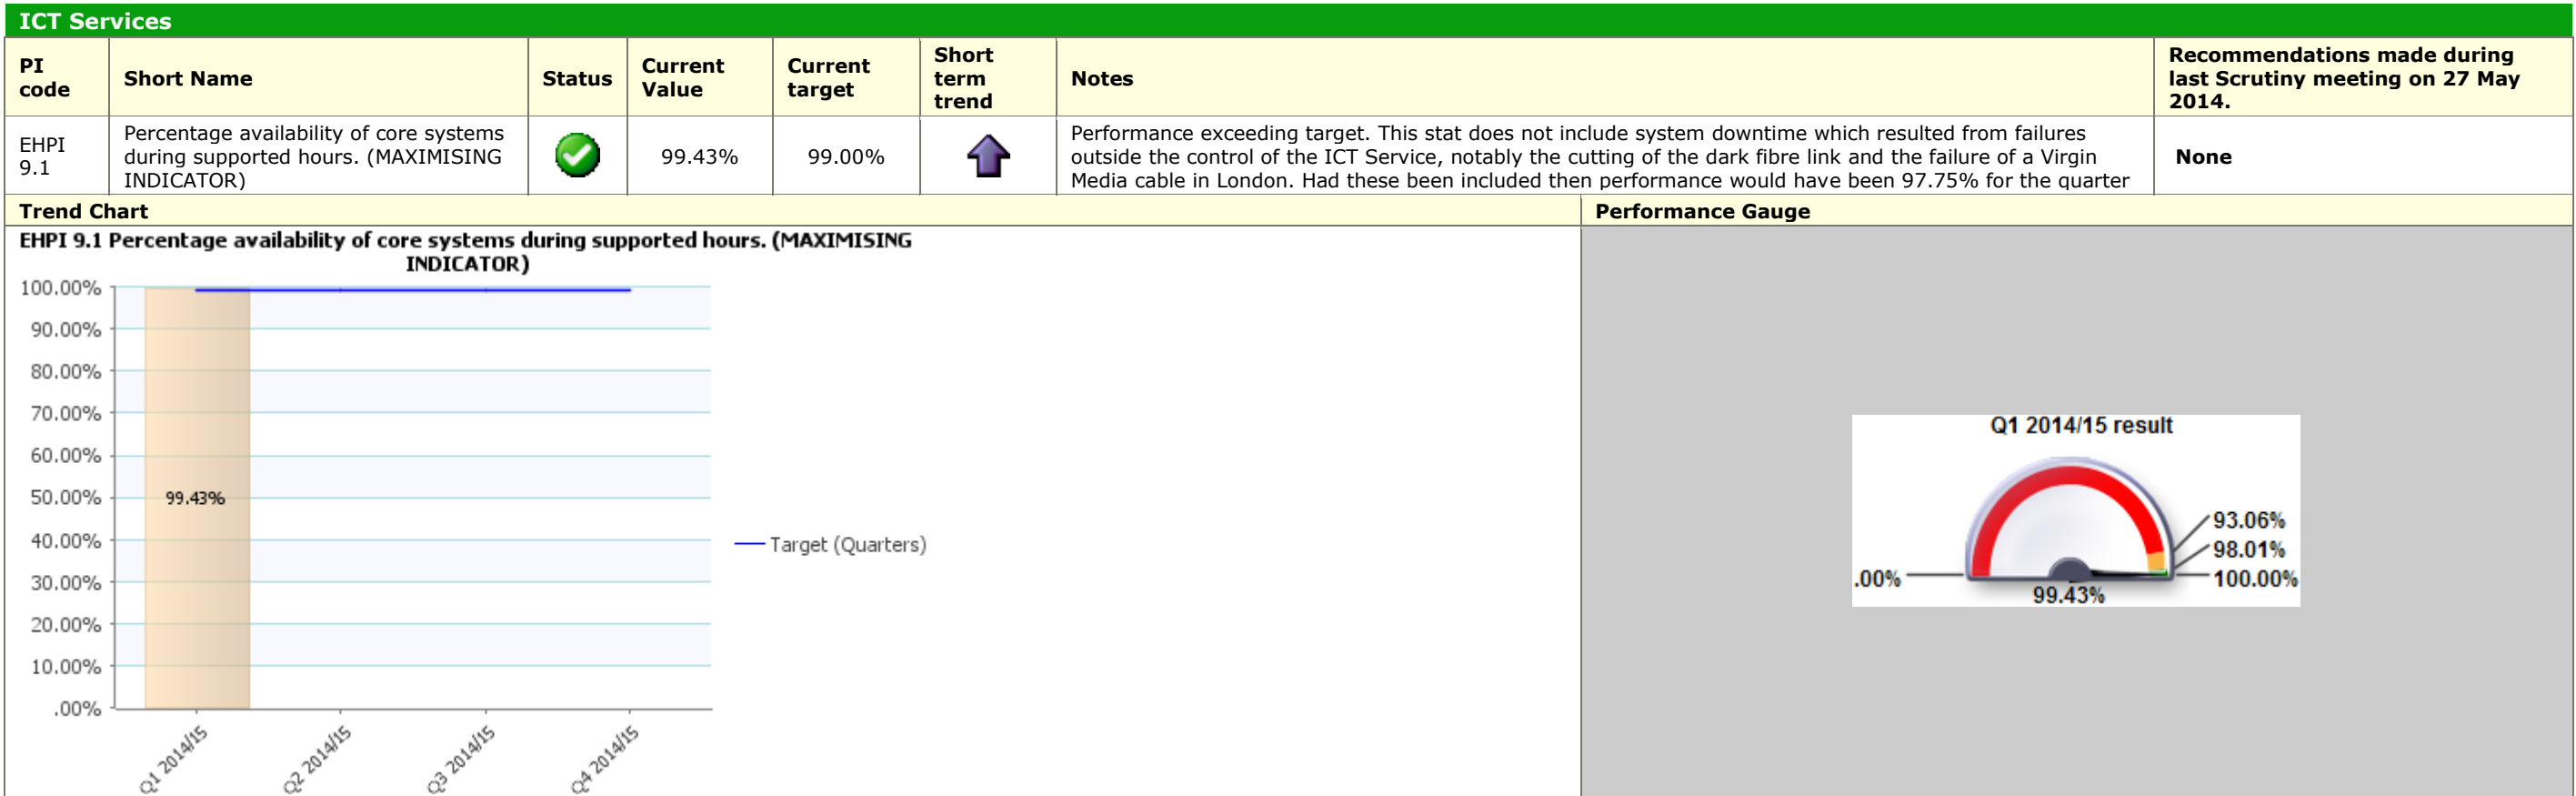 ICT Services
PI code
Short Name
Status
Current Value
Current target
Short term trend
Notes
Recommendations made during last Scrutiny meeting on 27 May 2014.
EHPI 9.1
Percentage availability of core systems
during supported hours. (MAXIMISING
INDICATOR)
99.43%
99.00%
Performance exceeding target. This stat does not include system downtime which resulted from failures
outside the control of the ICT Service, notably the cutting of the dark fibre link and the failure of a Virgin
Media cable in London. Had these been included then performance would have been 97.75% for the quarter
None
Trend Chart
Performance Gauge
EHPI 9.1 Percentage availability of core systems during supported hours. (MAXIMISING
INDICATOR)
100.00%
90.00%
80.00%
70.00%
60.00%
50.00%
40.00%
30.00%
20.00%
10.00%
.00%
99.43%
Q1 2014/15
Q2 2014/15
Q3 2014/15
Q4 2014/15
Target (Quarters)
Q1 2014/15 result
93.06%
98.01%
100.00%
.00%
99.43%